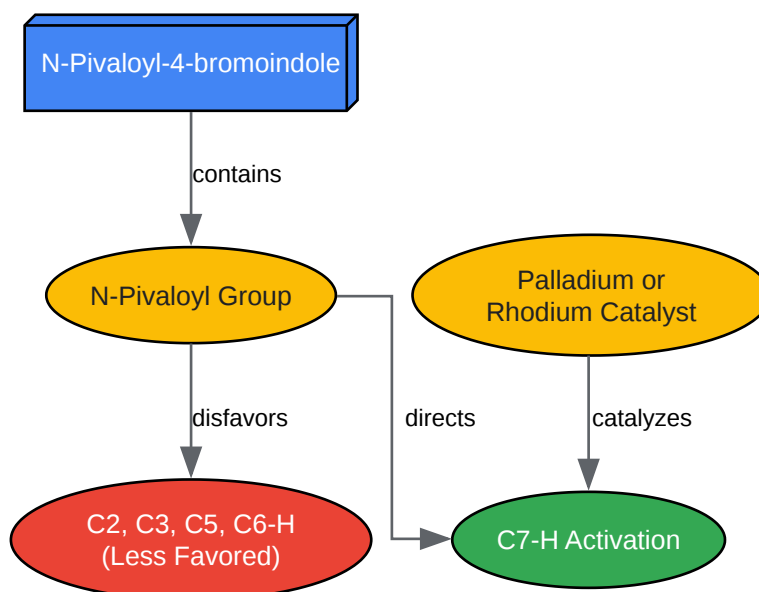 N-Pivaloyl-4-bromoindole
contains
N-Pivaloyl Group
Palladium or
Rhodium Catalyst
disfavors
directs
catalyzes
C2, C3, C5, C6-H
(Less Favored)
C7-H Activation